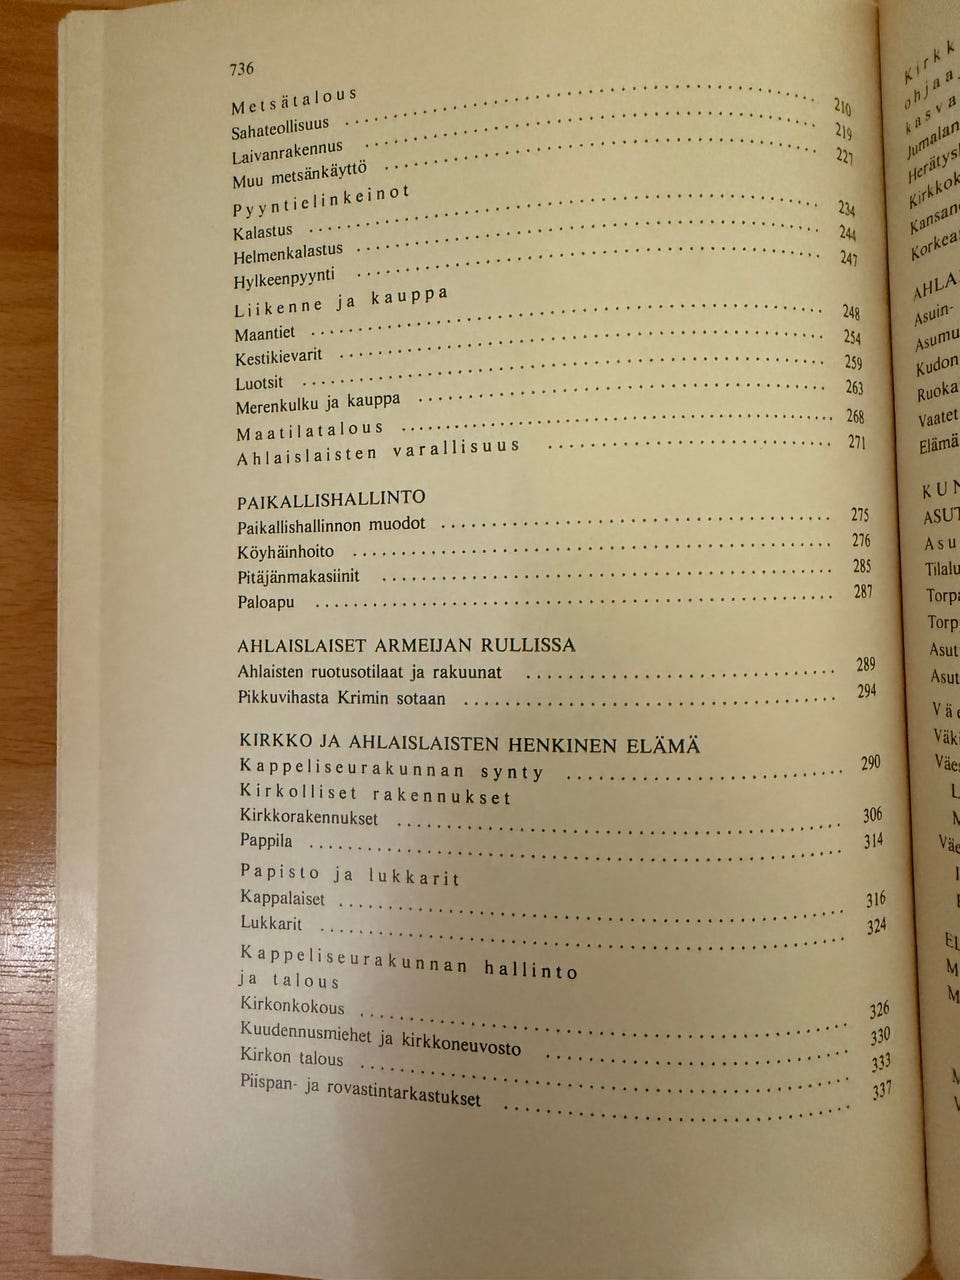 736
Metsätalous
Sahateollisuus 210
Laivanrakennus 219
Muu metsänkäyttö 221
Pyyntielinkeinot
Kalastus 234
Helmenkalastus 244
Hylkeenpyynti 247
Liikenne ja kauppa
Maantiet 248
Kestikievarit 254
Luotsit 259
Merenkulku ja kauppa 263
Maatilatalous 268
Ahlaislaisten varallisuus 271
PAIKALLISHALLINTO
Paikallishallinnon muodot 275
Köyhäinhoito 276
Pitäjänmakasiinit 285
Paloapu 287
AHLAISLAISET ARMEIJAN RULLISSA
Ahlaisten ruotusotilaat ja rakuunat 289
Pikkuvihasta Krimin sotaan 294
KIRKKO JA AHLAISLAISTEN HENKINEN ELÄMÄ
Kappeliseurakunnan synty 290
Kirkolliset rakennukset
Kirkkorakennukset 306
Pappila 314
Papisto ja lukkarit
Kappalaiset 316
Lukkarit 324
Kappeliseurakunnan hallinto
ja talous
Kirkonkokous 326
Kuudennusmiehet ja kirkkoneuvosto 330
Kirkon talous 333
Piispan- ja rovastintarkastukset 337